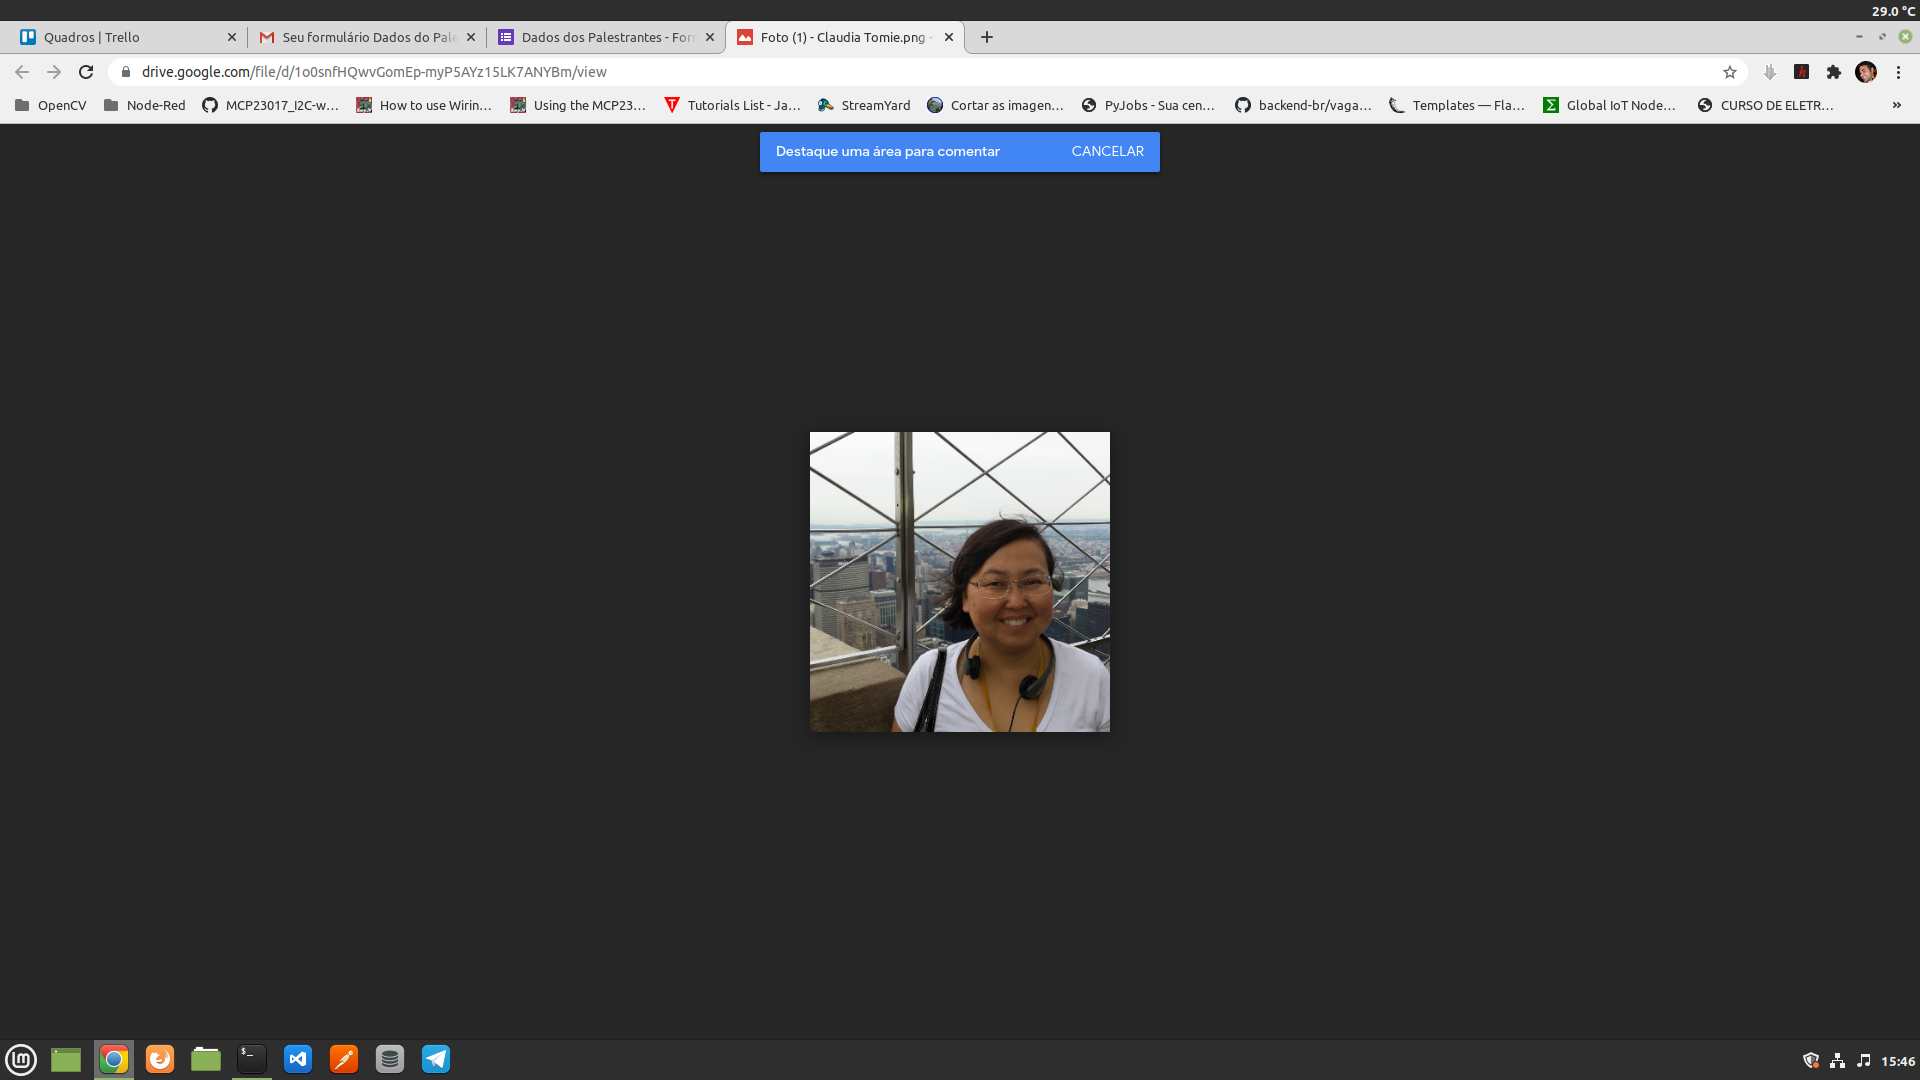 29.0 °C
Quadros | Trello
Seu formulário Dados do Pale
Dados dos Palestrantes - For
Foto (1) - Claudia Tomie.png -
drive.google.com/file/d/1o0snfHQwvGomEp-myP5AYz15LK7ANYBm/view
OpenCV
Node-Red
MCP23017_I2C-w...
How to use Wirin...
Using the MCP23...
Tutorials List - Ja...
StreamYard
Cortar as imagen...
PyJobs - Sua cen...
backend-br/vaga...
Templates — Fla...
Global IoT Node...
CURSO DE ELETR...
»
Destaque uma área para comentar
CANCELAR
15:46